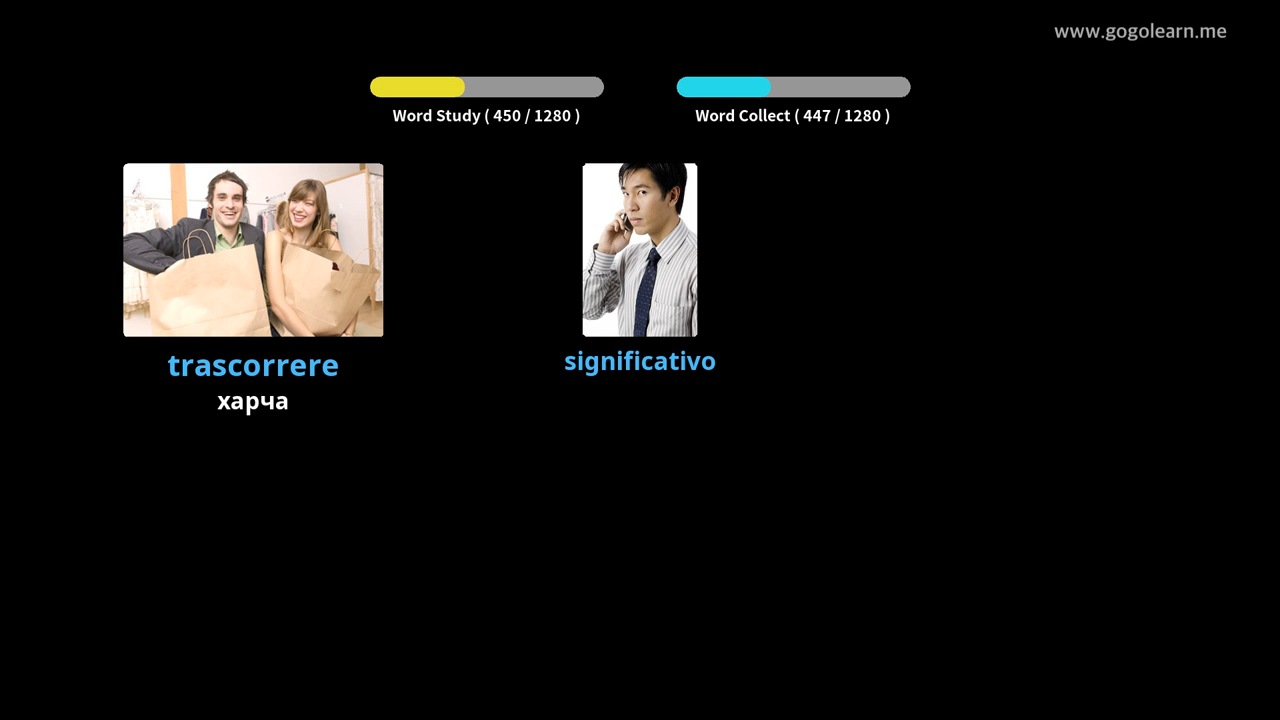 www.gogolearn.me
Word Study ( 450 / 1280 )
Word Collect ( 447 / 1280 )
trascorrere
харча
significativo